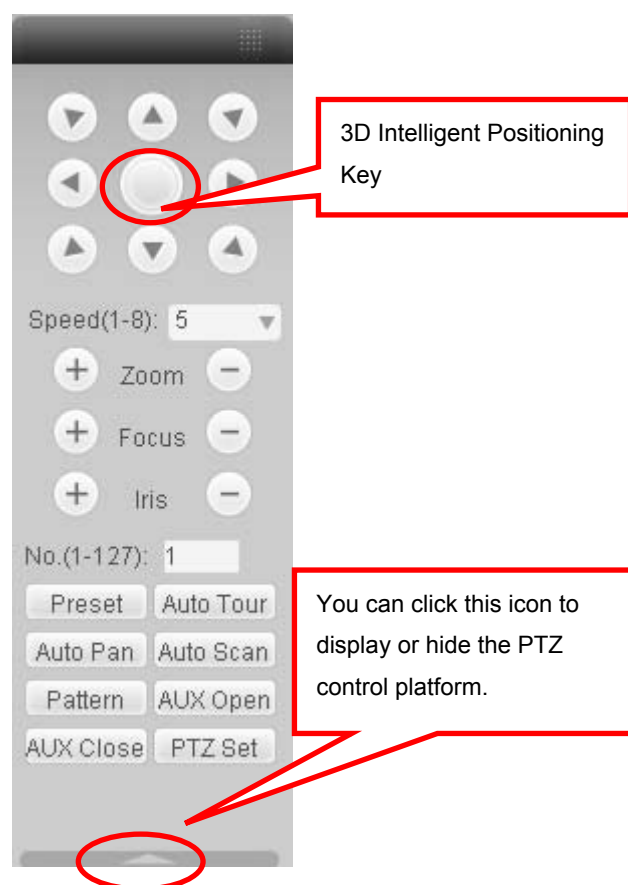 3D Intelligent Positioning
Key
Speed(1-8): 5
+ Zoom −
+ Focus −
+ Iris −
No.(1-127): 1
Preset Auto Tour
Auto Pan Auto Scan
Pattern AUX Open
AUX Close PTZ Set
You can click this icon to
display or hide the PTZ
control platform.